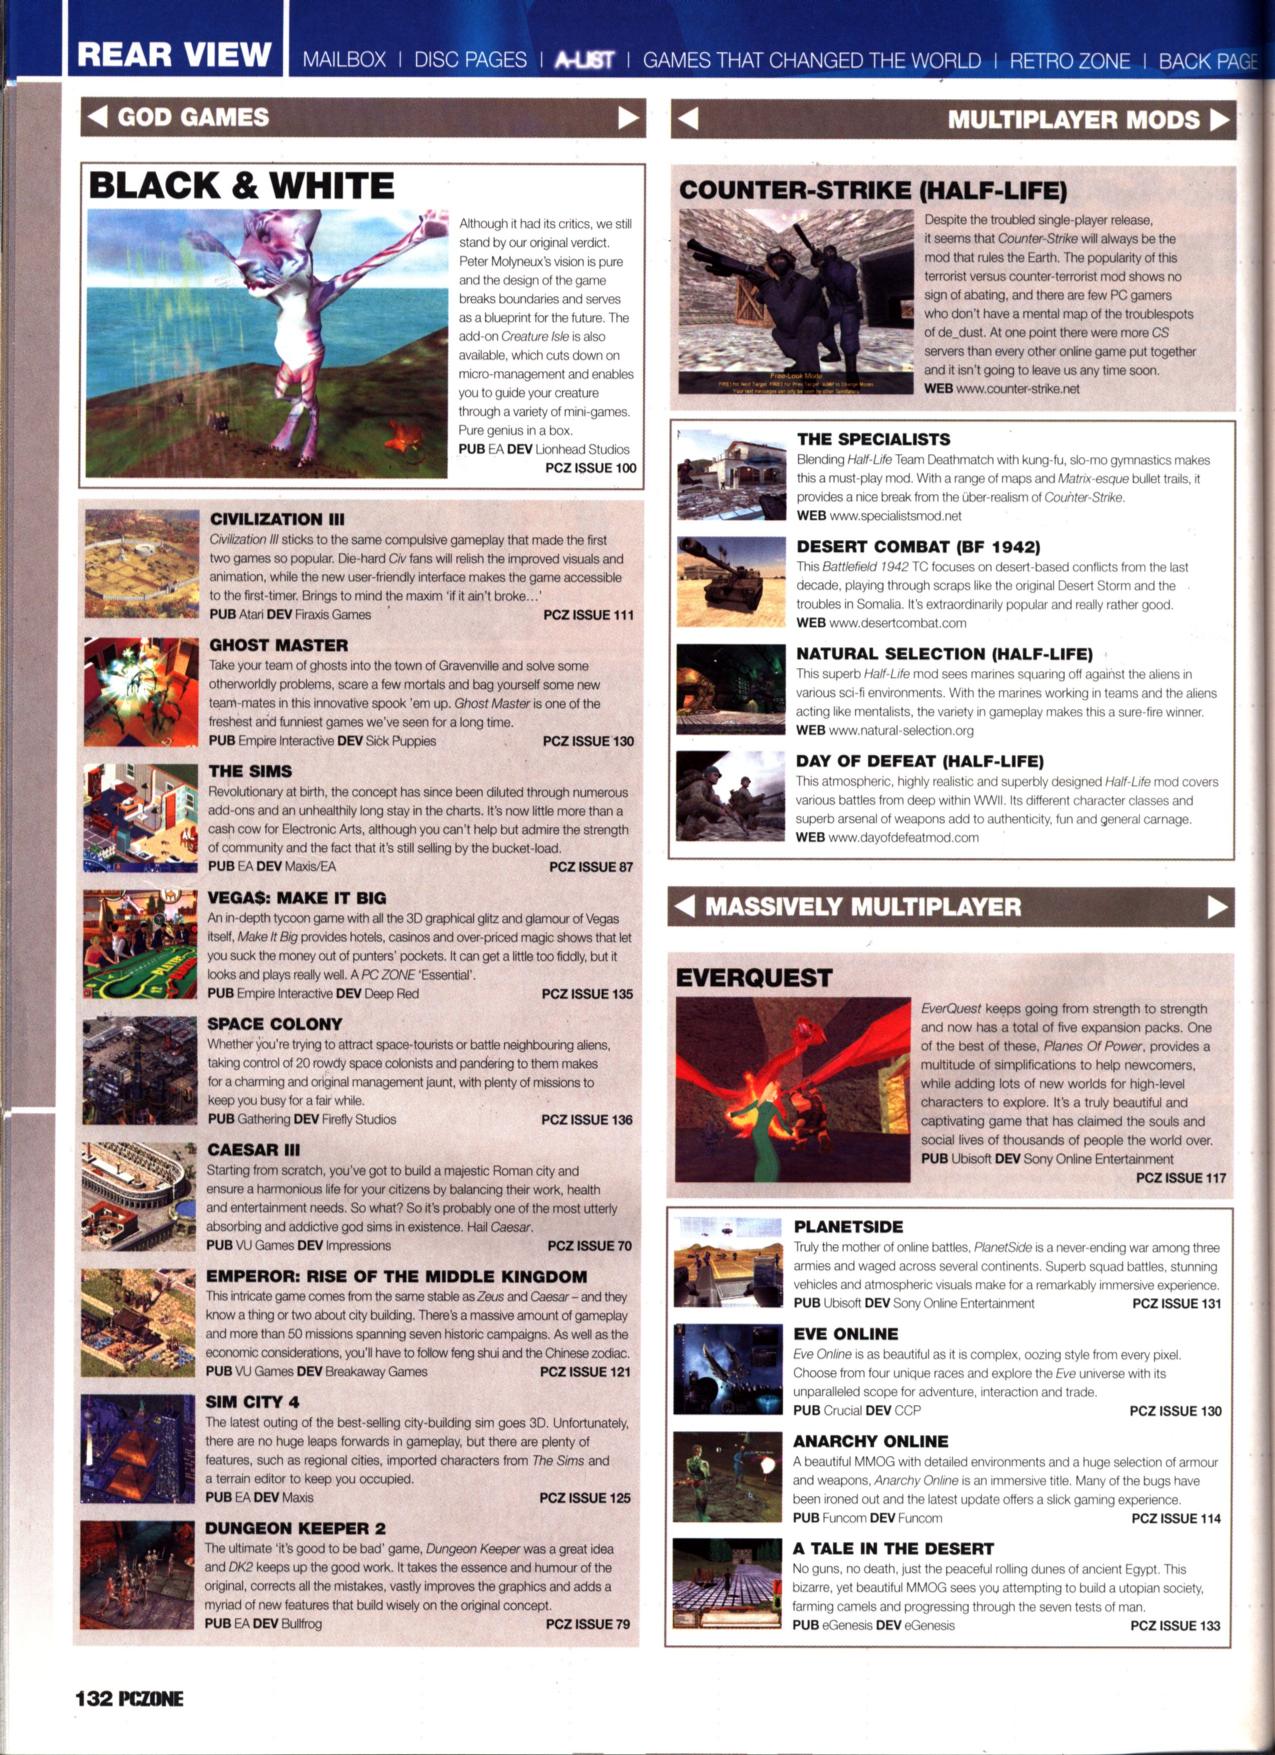 REAR VIEW
MAILBOX | DISC PAGES | A-LIST | GAMES THAT CHANGED THE WORLD | RETRO ZONE | BACK PAGE
GOD GAMES
BLACK & WHITE
Although it had its critics, we still
stand by our original verdict.
Peter Molyneux's vision is pure
and the design of the game
breaks boundaries and serves
as a blueprint for the future. The
add-on Creature Isle is also
available, which cuts down on
micro-management and enables
you to guide your creature
through a variety of mini-games.
Pure genius in a box.
PUB EA DEV Lionhead Studios
PCZ ISSUE 100
CIVILIZATION III
Civilization III sticks to the same compulsive gameplay that made the first
two games so popular. Die-hard Civ fans will relish the improved visuals and
animation, while the new user-friendly interface makes the game accessible
to the first-timer. Brings to mind the maxim 'if it ain't broke...'
PUB Atari DEV Firaxis Games PCZ ISSUE 111
GHOST MASTER
Take your team of ghosts into the town of Gravenville and solve some
otherworldly problems, scare a few mortals and bag yourself some new
team-mates in this innovative spook 'em up. Ghost Master is one of the
freshest and funniest games we've seen for a long time.
PUB Empire Interactive DEV Sick Puppies PCZ ISSUE 130
THE SIMS
Revolutionary at birth, the concept has since been diluted through numerous
add-ons and an unhealthily long stay in the charts. It's now little more than a
cash cow for Electronic Arts, although you can't help but admire the strength
of community and the fact that it's still selling by the bucket-load.
PUB EA DEV Maxis/EA PCZ ISSUE 87
VEGA$: MAKE IT BIG
An in-depth tycoon game with all the 3D graphical glitz and glamour of Vegas
itself, Make It Big provides hotels, casinos and over-priced magic shows that let
you suck the money out of punters' pockets. It can get a little too fiddly, but it
looks and plays really well. A PC ZONE 'Essential'.
PUB Empire Interactive DEV Deep Red PCZ ISSUE 135
SPACE COLONY
Whether you're trying to attract space-tourists or battle neighbouring aliens,
taking control of 20 rowdy space colonists and pandering to them makes
for a charming and original management jaunt, with plenty of missions to
keep you busy for a fair while.
PUB Gathering DEV Firefly Studios PCZ ISSUE 136
CAESAR III
Starting from scratch, you've got to build a majestic Roman city and
ensure a harmonious life for your citizens by balancing their work, health
and entertainment needs. So what? So it's probably one of the most utterly
absorbing and addictive god sims in existence. Hail Caesar.
PUB VU Games DEV Impressions PCZ ISSUE 70
EMPEROR: RISE OF THE MIDDLE KINGDOM
This intricate game comes from the same stable as Zeus and Caesar – and they
know a thing or two about city building. There's a massive amount of gameplay
and more than 50 missions spanning seven historic campaigns. As well as the
economic considerations, you'll have to follow feng shui and the Chinese zodiac.
PUB VU Games DEV Breakaway Games PCZ ISSUE 121
SIM CITY 4
The latest outing of the best-selling city-building sim goes 3D. Unfortunately,
there are no huge leaps forwards in gameplay, but there are plenty of
features, such as regional cities, imported characters from The Sims and
a terrain editor to keep you occupied.
PUB EA DEV Maxis PCZ ISSUE 125
DUNGEON KEEPER 2
The ultimate 'it's good to be bad' game, Dungeon Keeper was a great idea
and DK2 keeps up the good work. It takes the essence and humour of the
original, corrects all the mistakes, vastly improves the graphics and adds a
myriad of new features that build wisely on the original concept.
PUB EA DEV Bullfrog PCZ ISSUE 79
MULTIPLAYER MODS
COUNTER-STRIKE (HALF-LIFE)
Free-Look Mode
Despite the troubled single-player release,
it seems that Counter-Strike will always be the
mod that rules the Earth. The popularity of this
terrorist versus counter-terrorist mod shows no
sign of abating, and there are few PC gamers
who don't have a mental map of the troublespots
of de_dust. At one point there were more CS
servers than every other online game put together
and it isn't going to leave us any time soon.
WEB www.counter-strike.net
THE SPECIALISTS
Blending Half-Life Team Deathmatch with kung-fu, slo-mo gymnastics makes
this a must-play mod. With a range of maps and Matrix-esque bullet trails, it
provides a nice break from the über-realism of Counter-Strike.
WEB www.specialistsmod.net
DESERT COMBAT (BF 1942)
This Battlefield 1942 TC focuses on desert-based conflicts from the last
decade, playing through scraps like the original Desert Storm and the
troubles in Somalia. It's extraordinarily popular and really rather good.
WEB www.desertcombat.com
NATURAL SELECTION (HALF-LIFE)
This superb Half-Life mod sees marines squaring off against the aliens in
various sci-fi environments. With the marines working in teams and the aliens
acting like mentalists, the variety in gameplay makes this a sure-fire winner.
WEB www.natural-selection.org
DAY OF DEFEAT (HALF-LIFE)
This atmospheric, highly realistic and superbly designed Half-Life mod covers
various battles from deep within WWII. Its different character classes and
superb arsenal of weapons add to authenticity, fun and general carnage.
WEB www.dayofdefeatmod.com
MASSIVELY MULTIPLAYER
EVERQUEST
EverQuest keeps going from strength to strength
and now has a total of five expansion packs. One
of the best of these, Planes Of Power, provides a
multitude of simplifications to help newcomers,
while adding lots of new worlds for high-level
characters to explore. It's a truly beautiful and
captivating game that has claimed the souls and
social lives of thousands of people the world over.
PUB Ubisoft DEV Sony Online Entertainment
PCZ ISSUE 117
PLANETSIDE
Truly the mother of online battles, PlanetSide is a never-ending war among three
armies and waged across several continents. Superb squad battles, stunning
vehicles and atmospheric visuals make for a remarkably immersive experience.
PUB Ubisoft DEV Sony Online Entertainment PCZ ISSUE 131
EVE ONLINE
Eve Online is as beautiful as it is complex, oozing style from every pixel.
Choose from four unique races and explore the Eve universe with its
unparalleled scope for adventure, interaction and trade.
PUB Crucial DEV CCP PCZ ISSUE 130
ANARCHY ONLINE
A beautiful MMOG with detailed environments and a huge selection of armour
and weapons, Anarchy Online is an immersive title. Many of the bugs have
been ironed out and the latest update offers a slick gaming experience.
PUB Funcom DEV Funcom PCZ ISSUE 114
A TALE IN THE DESERT
No guns, no death, just the peaceful rolling dunes of ancient Egypt. This
bizarre, yet beautiful MMOG sees you attempting to build a utopian society,
farming camels and progressing through the seven tests of man.
PUB eGenesis DEV eGenesis PCZ ISSUE 133
132 PCZONE